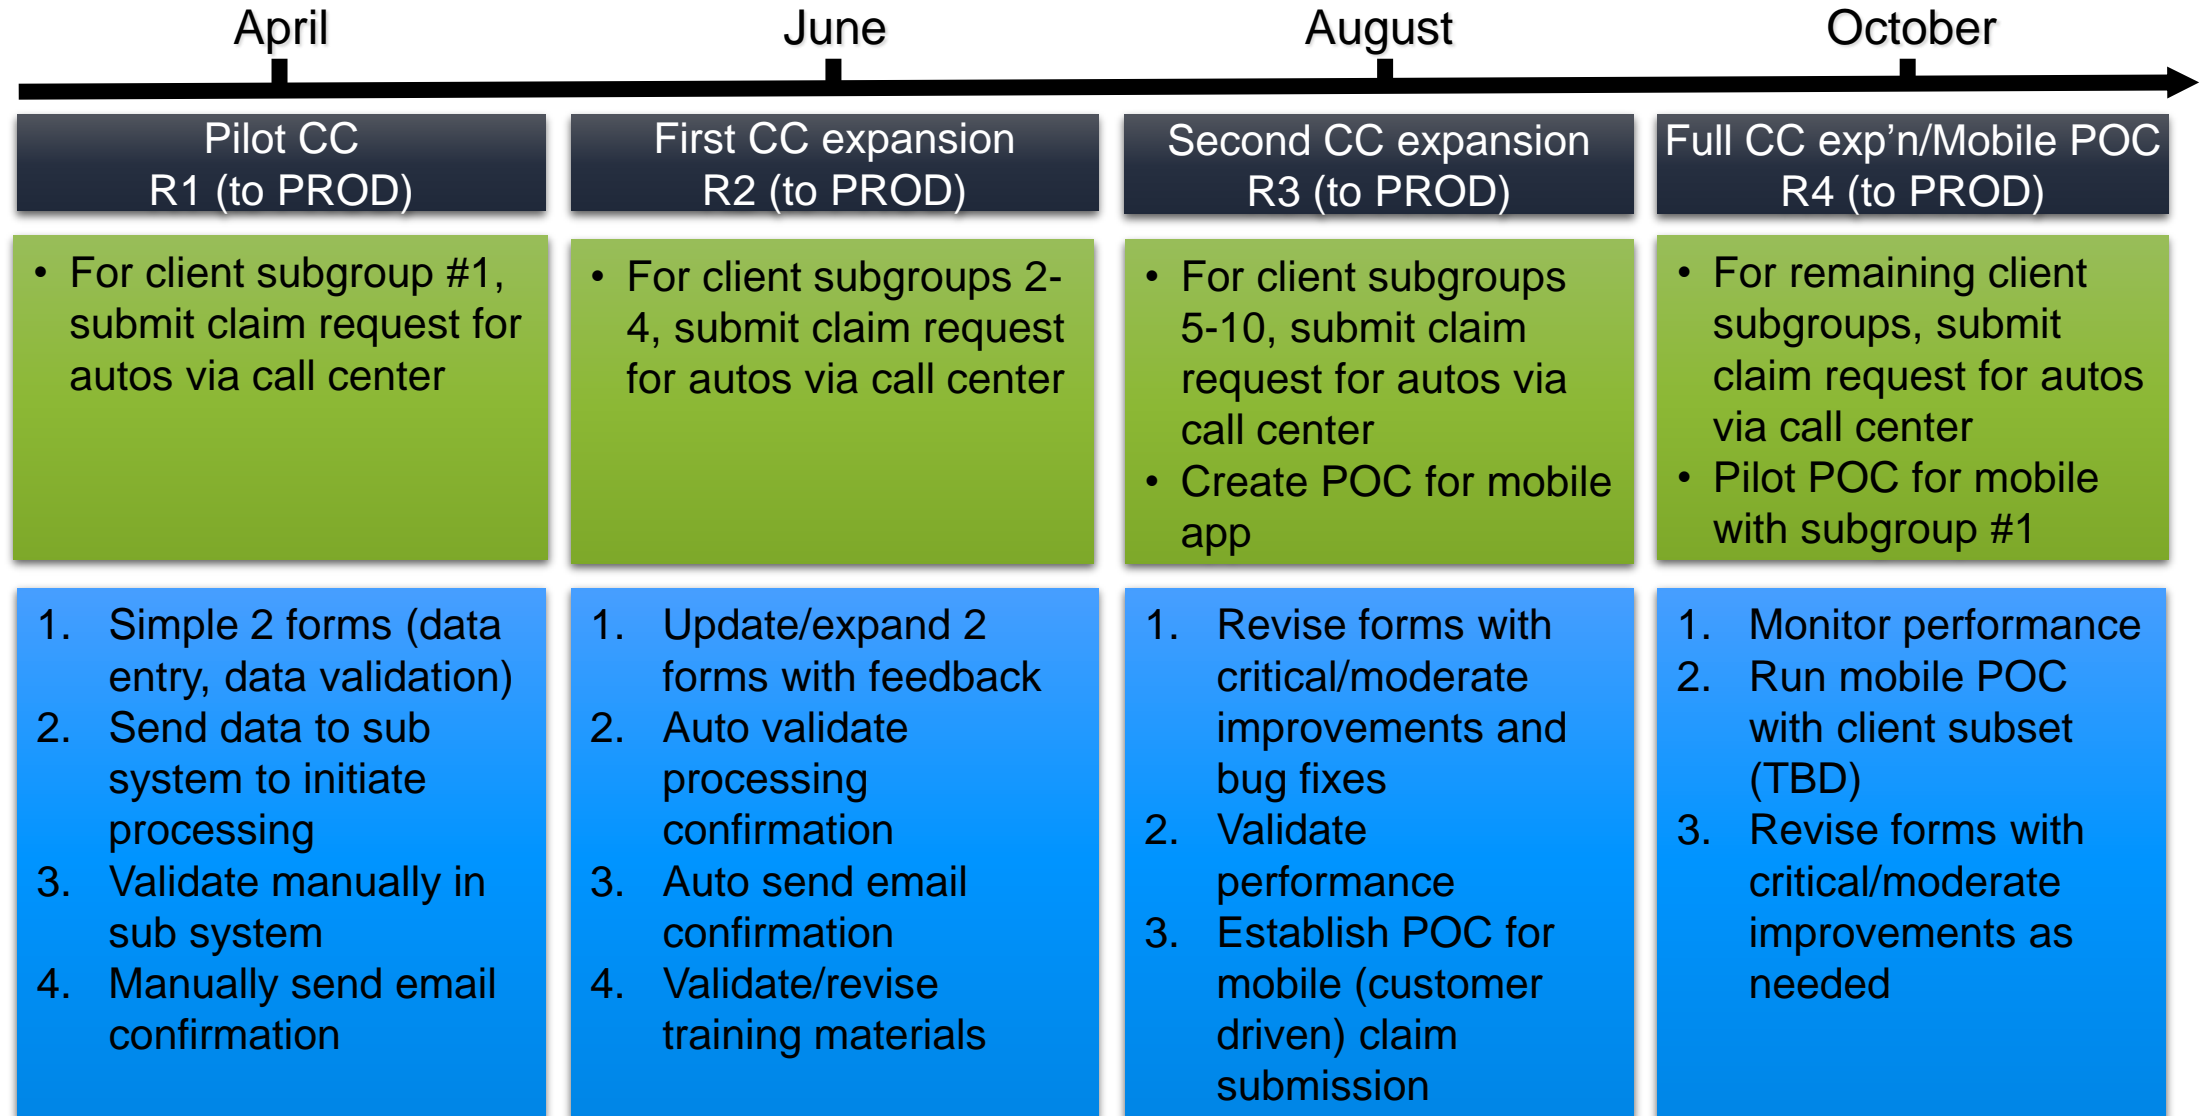 April
June
August
October
Pilot CC
R1 (to PROD)
First CC expansion
R2 (to PROD)
Second CC expansion
R3 (to PROD)
Full CC exp’n/Mobile POC
R4 (to PROD)
• For client subgroup #1,
submit claim request for
autos via call center
• For client subgroups 2-
4, submit claim request
for autos via call center
• For client subgroups
5-10, submit claim
request for autos via
call center
• Create POC for mobile
app
• For remaining client
subgroups, submit
claim request for autos
via call center
• Pilot POC for mobile
with subgroup #1
1. Simple 2 forms (data
entry, data validation)
2. Send data to sub
system to initiate
processing
3. Validate manually in
sub system
4. Manually send email
confirmation
1. Update/expand 2
forms with feedback
2. Auto validate
processing
confirmation
3. Auto send email
confirmation
4. Validate/revise
training materials
1. Revise forms with
critical/moderate
improvements and
bug fixes
2. Validate
performance
3. Establish POC for
mobile (customer
driven) claim
submission
1. Monitor performance
2. Run mobile POC
with client subset
(TBD)
3. Revise forms with
critical/moderate
improvements as
needed